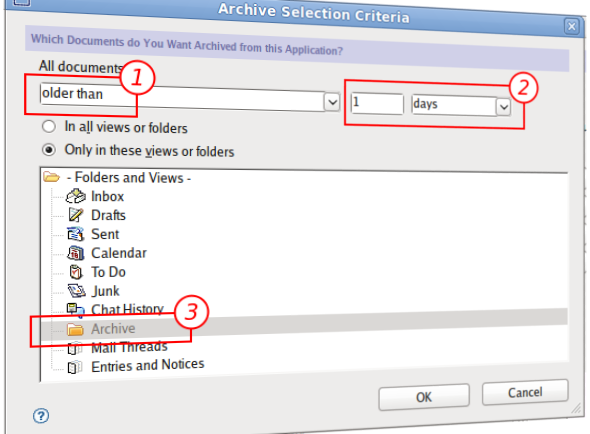 Archive Selection Criteria
Which Documents do You Want Archived from this Application?
All documents
1
older than
2
1 days
In all views or folders
Only in these views or folders
- Folders and Views -
Inbox
Drafts
Sent
Calendar
To Do
Junk
Chat History
3
Archive
Mail Threads
Entries and Notices
OK Cancel
?